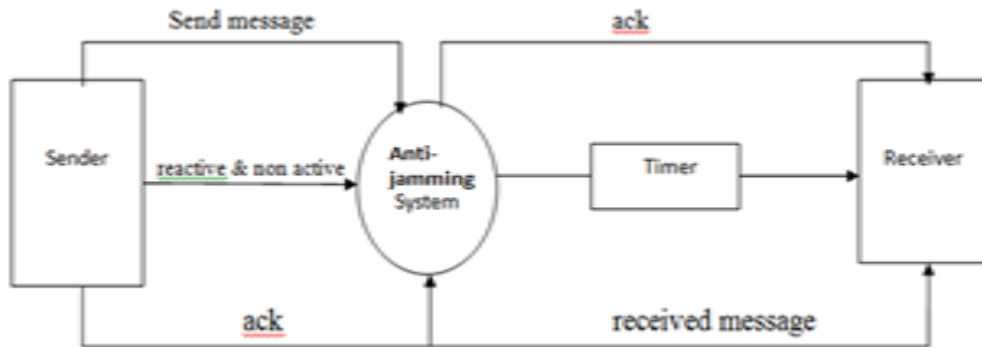 Send message
ack
Sender
reactive & non active
Anti-
jamming
System
Timer
Receiver
ack
received message